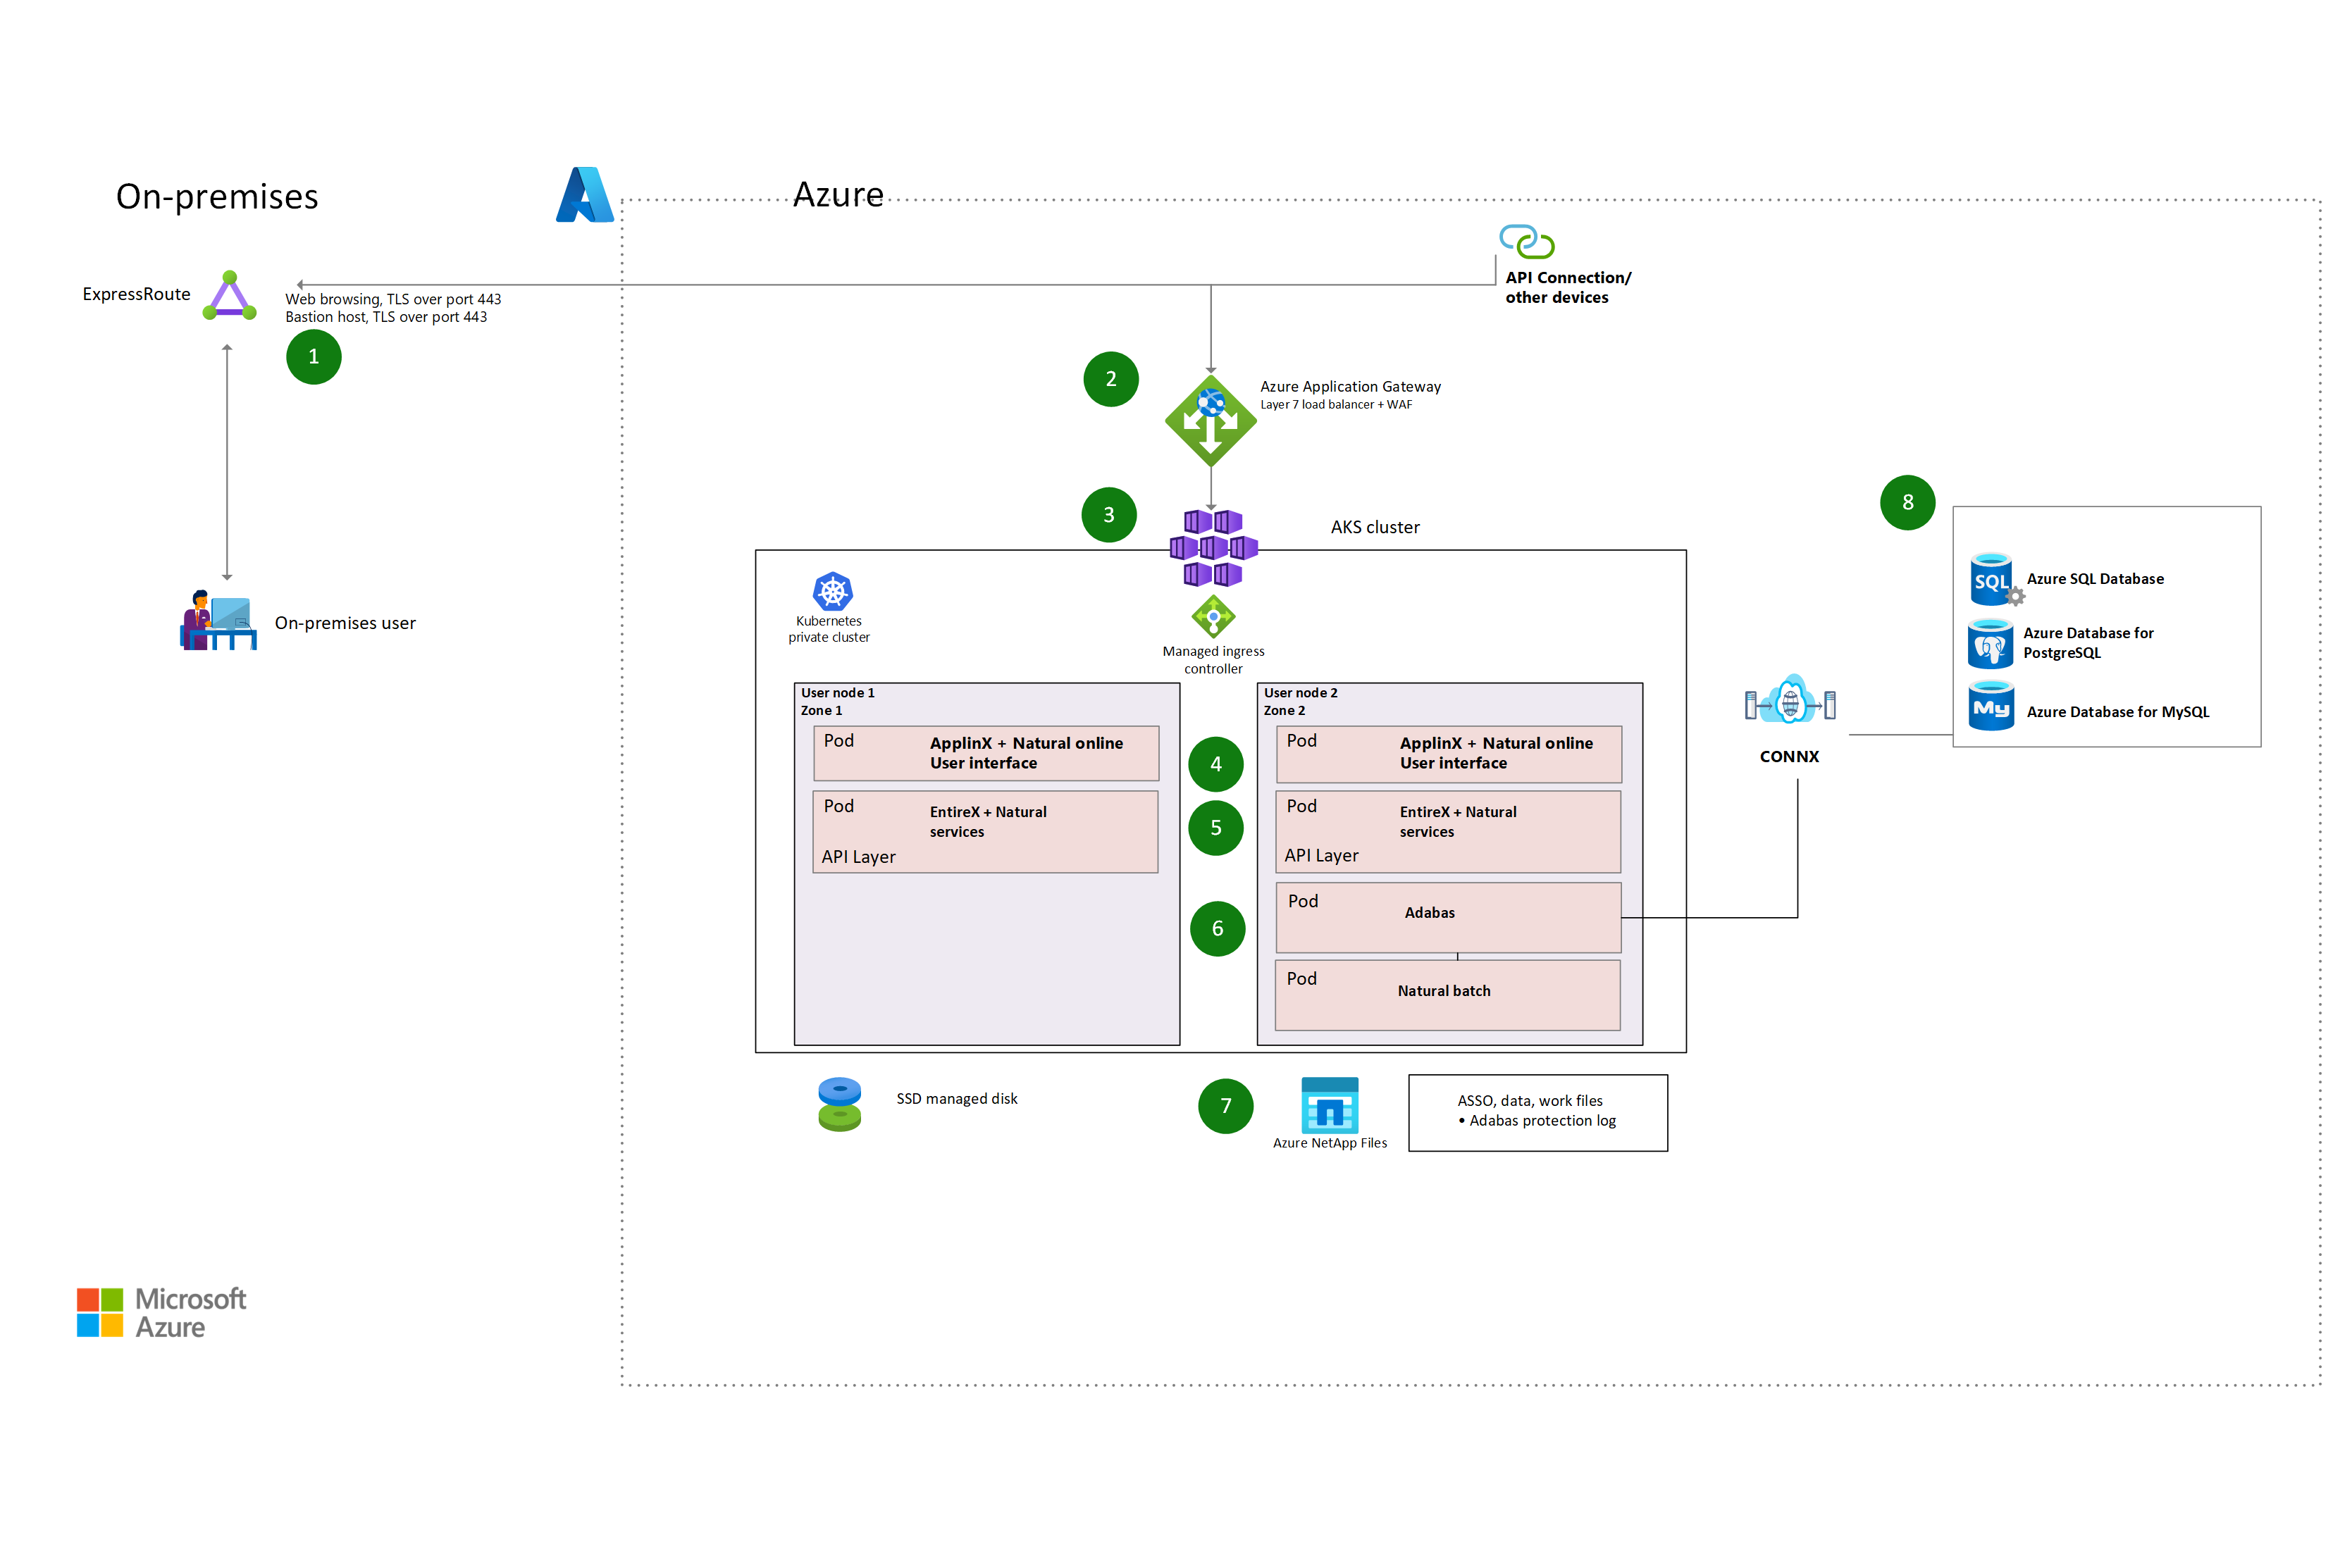 On-premises
Azure
ExpressRoute
Web browsing, TLS over port 443
Bastion host, TLS over port 443
1
API Connection/
other devices
2
Azure Application Gateway
Layer 7 load balancer + WAF
3
AKS cluster
On-premises user
Kubernetes
private cluster
Managed ingress
controller
User node 1
Zone 1
Pod
ApplinX + Natural online
User interface
Pod
EntireX + Natural
services
API Layer
4
5
6
User node 2
Zone 2
Pod
ApplinX + Natural online
User interface
Pod
EntireX + Natural
services
API Layer
Pod
Adabas
Pod
Natural batch
CONNX
8
SQL
Azure SQL Database
Azure Database for
PostgreSQL
My
Azure Database for MySQL
SSD managed disk
7
Azure NetApp Files
ASSO, data, work files
• Adabas protection log
Microsoft
Azure